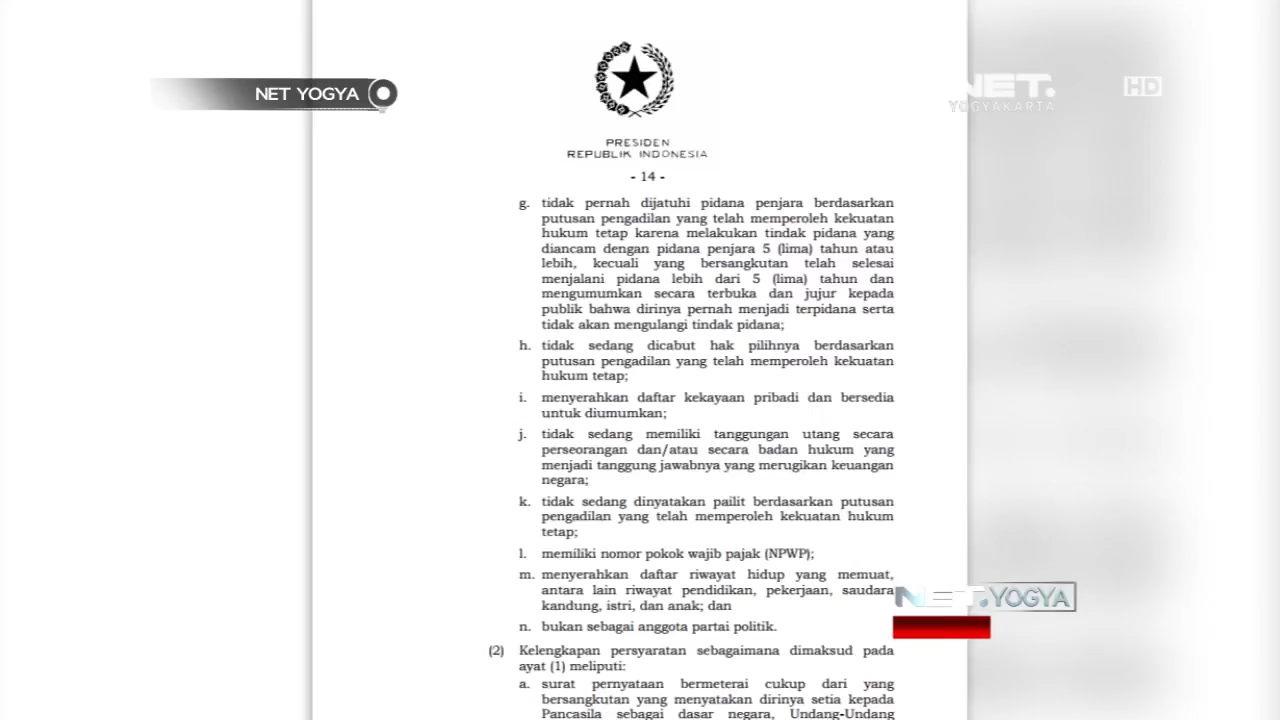 NET YOGYA
NET.
YOGYAKARTA
HD
PRESIDEN
REPUBLIK INDONESIA
- 14 -
g. tidak pernah dijatuhi pidana penjara berdasarkan
putusan pengadilan yang telah memperoleh kekuatan
hukum tetap karena melakukan tindak pidana yang
diancam dengan pidana penjara 5 (lima) tahun atau
lebih, kecuali yang bersangkutan telah selesai
menjalani pidana lebih dari 5 (lima) tahun dan
mengumumkan secara terbuka dan jujur kepada
publik bahwa dirinya pernah menjadi terpidana serta
tidak akan mengulangi tindak pidana;
h. tidak sedang dicabut hak pilihnya berdasarkan
putusan pengadilan yang telah memperoleh kekuatan
hukum tetap;
i. menyerahkan daftar kekayaan pribadi dan bersedia
untuk diumumkan;
j. tidak sedang memiliki tanggungan utang secara
perseorangan dan/atau secara badan hukum yang
menjadi tanggung jawabnya yang merugikan keuangan
negara;
k. tidak sedang dinyatakan pailit berdasarkan putusan
pengadilan yang telah memperoleh kekuatan hukum
tetap;
l. memiliki nomor pokok wajib pajak (NPWP);
m. menyerahkan daftar riwayat hidup yang memuat,
antara lain riwayat pendidikan, pekerjaan, saudara
kandung, istri, dan anak; dan
n. bukan sebagai anggota partai politik.
(2) Kelengkapan persyaratan sebagaimana dimaksud pada
ayat (1) meliputi:
a. surat pernyataan bermeterai cukup dari yang
bersangkutan yang menyatakan dirinya setia kepada
Pancasila sebagai dasar negara, Undang-Undang
NET.YOGYA